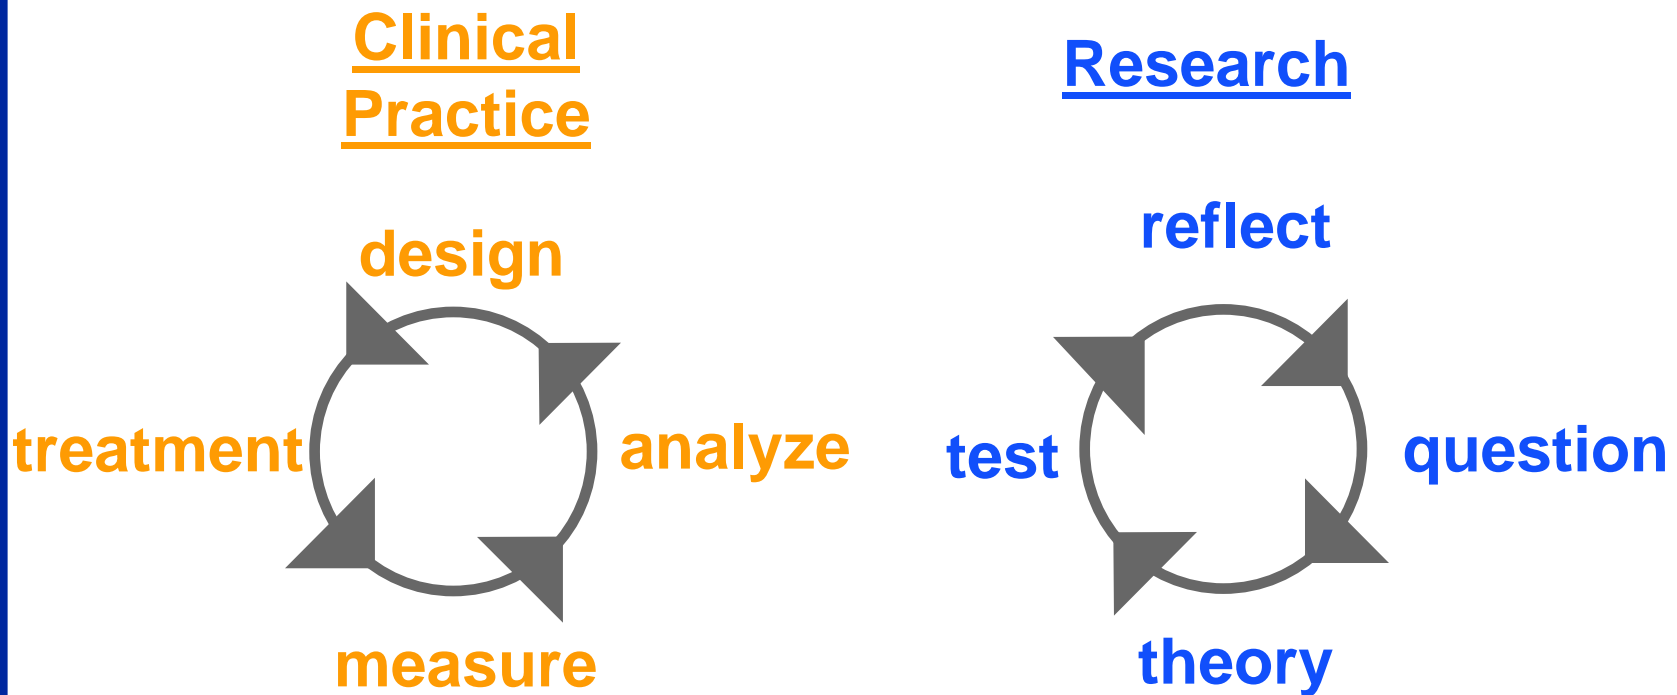 Clinical
Practice
design
treatment
analyze
measure
Research
reflect
test
question
theory